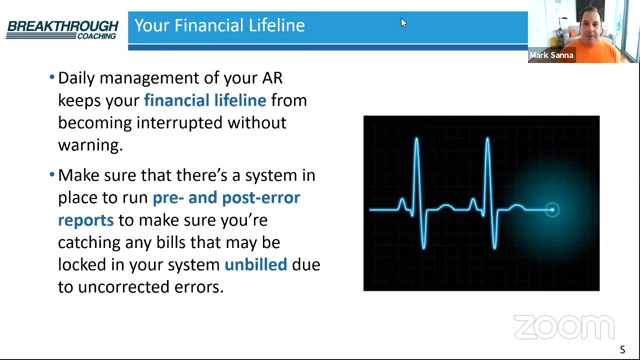 BREAKTHROUGH
COACHING
Your Financial Lifeline
Mark Sanna
• Daily management of your AR
keeps your financial lifeline from
becoming interrupted without
warning.
• Make sure that there's a system in
place to run pre- and post-error
reports to make sure you're
catching any bills that may be
locked in your system unbilled due
to uncorrected errors.
zoom
S